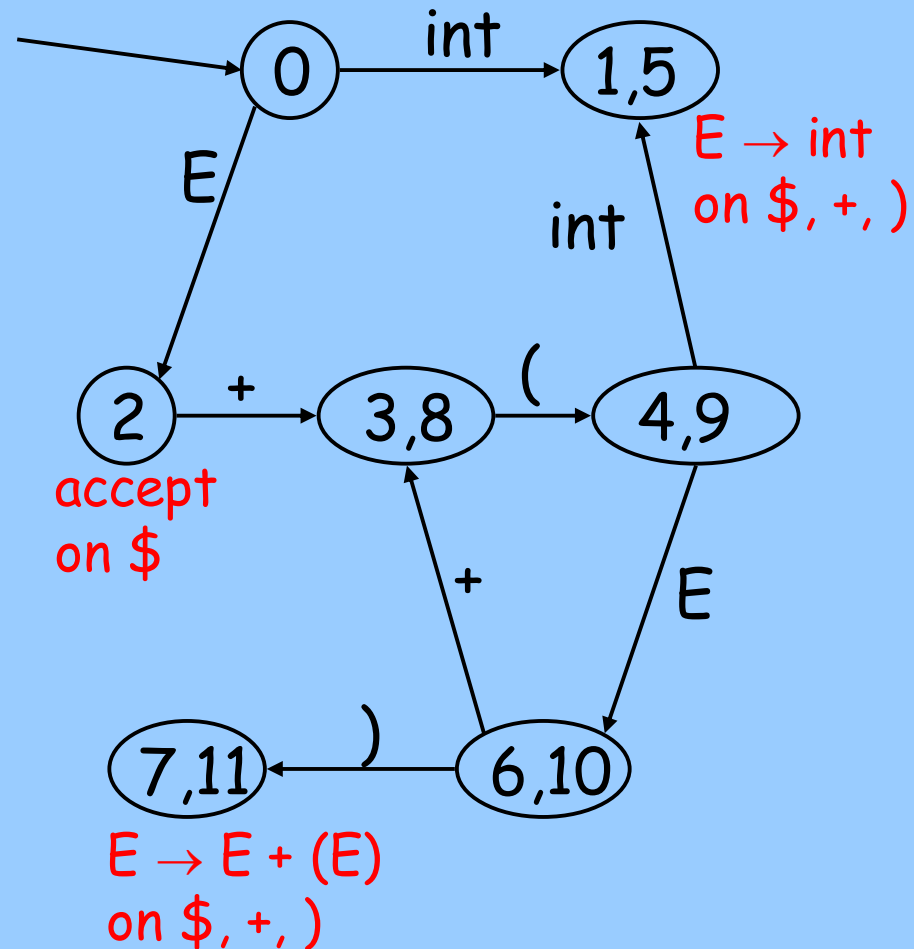 int
0
1,5
E → int
on $, +, )
E
int
2
+
3,8
(
4,9
accept
on $
+
E
)
7,11
6,10
E → E + (E)
on $, +, )